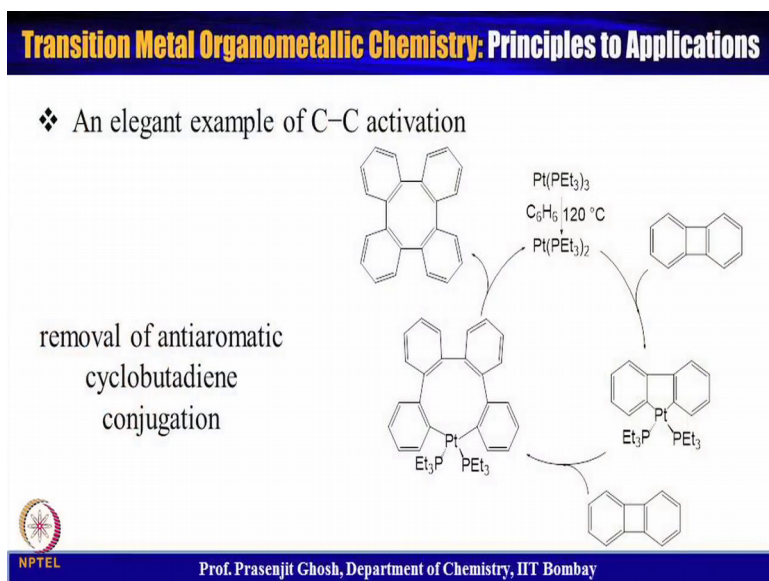 Transition Metal Organometallic Chemistry: Principles to Applications
❖ An elegant example of C−C activation
Pt(PEt₃)₃
C₆H₆ 120 °C
Pt(PEt₃)₂
removal of antiaromatic
cyclobutadiene
conjugation
Pt
Et₃P PEt₃
Pt
Et₃P PEt₃
NPTEL
Prof. Prasenjit Ghosh, Department of Chemistry, IIT Bombay